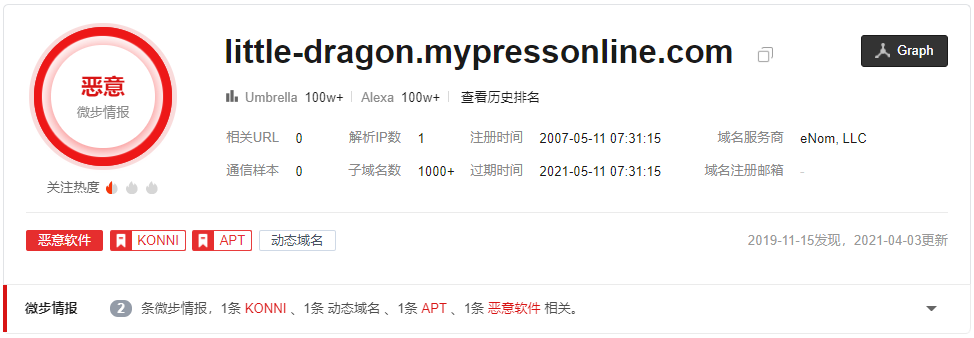 恶意
微步情报
关注热度
little-dragon.mypressonline.com
Graph
Umbrella 100w+ Alexa 100w+ 查看历史排名
相关URL 0 解析IP数 1 注册时间 2007-05-11 07:31:15 域名服务商 eNom, LLC
通信样本 0 子域名数 1000+ 过期时间 2021-05-11 07:31:15 域名注册邮箱 -
恶意软件 KONNI APT 动态域名 2019-11-15发现，2021-04-03更新
微步情报 2 条微步情报，1条 KONNI 、1条 动态域名 、1条 APT 、1条 恶意软件 相关。